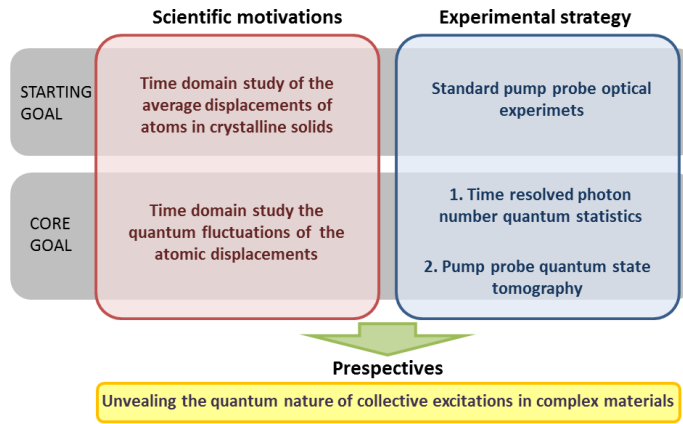 Scientific motivations
Experimental strategy
STARTING
GOAL
Time domain study of the
average displacements of
atoms in crystalline solids
Standard pump probe optical
experimets
CORE
GOAL
Time domain study the
quantum fluctuations of the
atomic displacements
1. Time resolved photon
number quantum statistics
2. Pump probe quantum state
tomography
Prespectives
Unvealing the quantum nature of collective excitations in complex materials